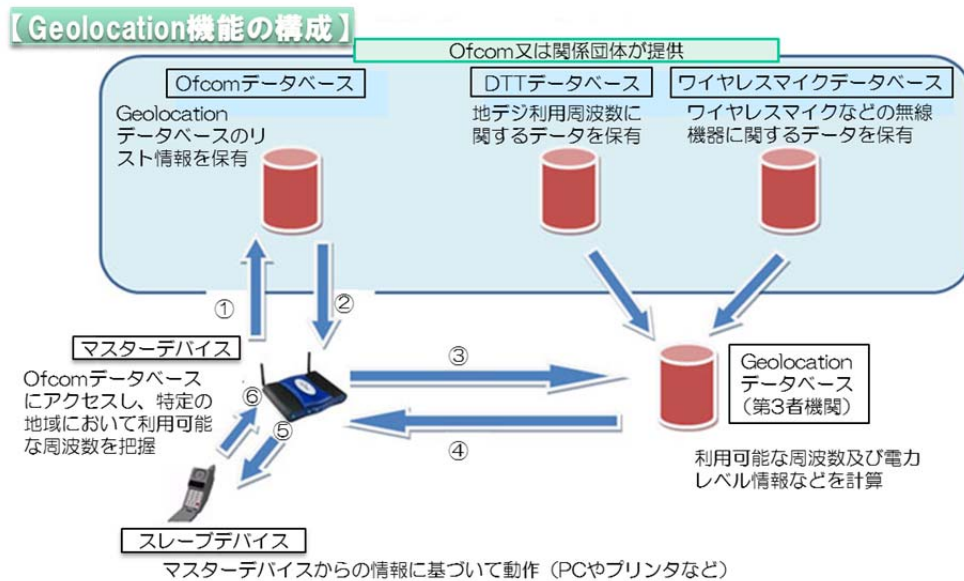 【Geolocation機能の構成】
Ofcom又は関係団体が提供
Ofcomデータベース
Geolocation
データベースのリ
スト情報を保有
DTTデータベース
地デジ利用周波数に
関するデータを保有
ワイヤレスマイクデータベース
ワイヤレスマイクなどの無線
機器に関するデータを保有
①
②
マスターデバイス
Ofcomデータベース
にアクセスし、特定の
地域において利用可能
な周波数を把握
③
④
⑥
⑤
Geolocation
データベース
(第3者機関)
利用可能な周波数及び電力
レベル情報などを計算
スレーブデバイス
マスターデバイスからの情報に基づいて動作(PCやプリンタなど)